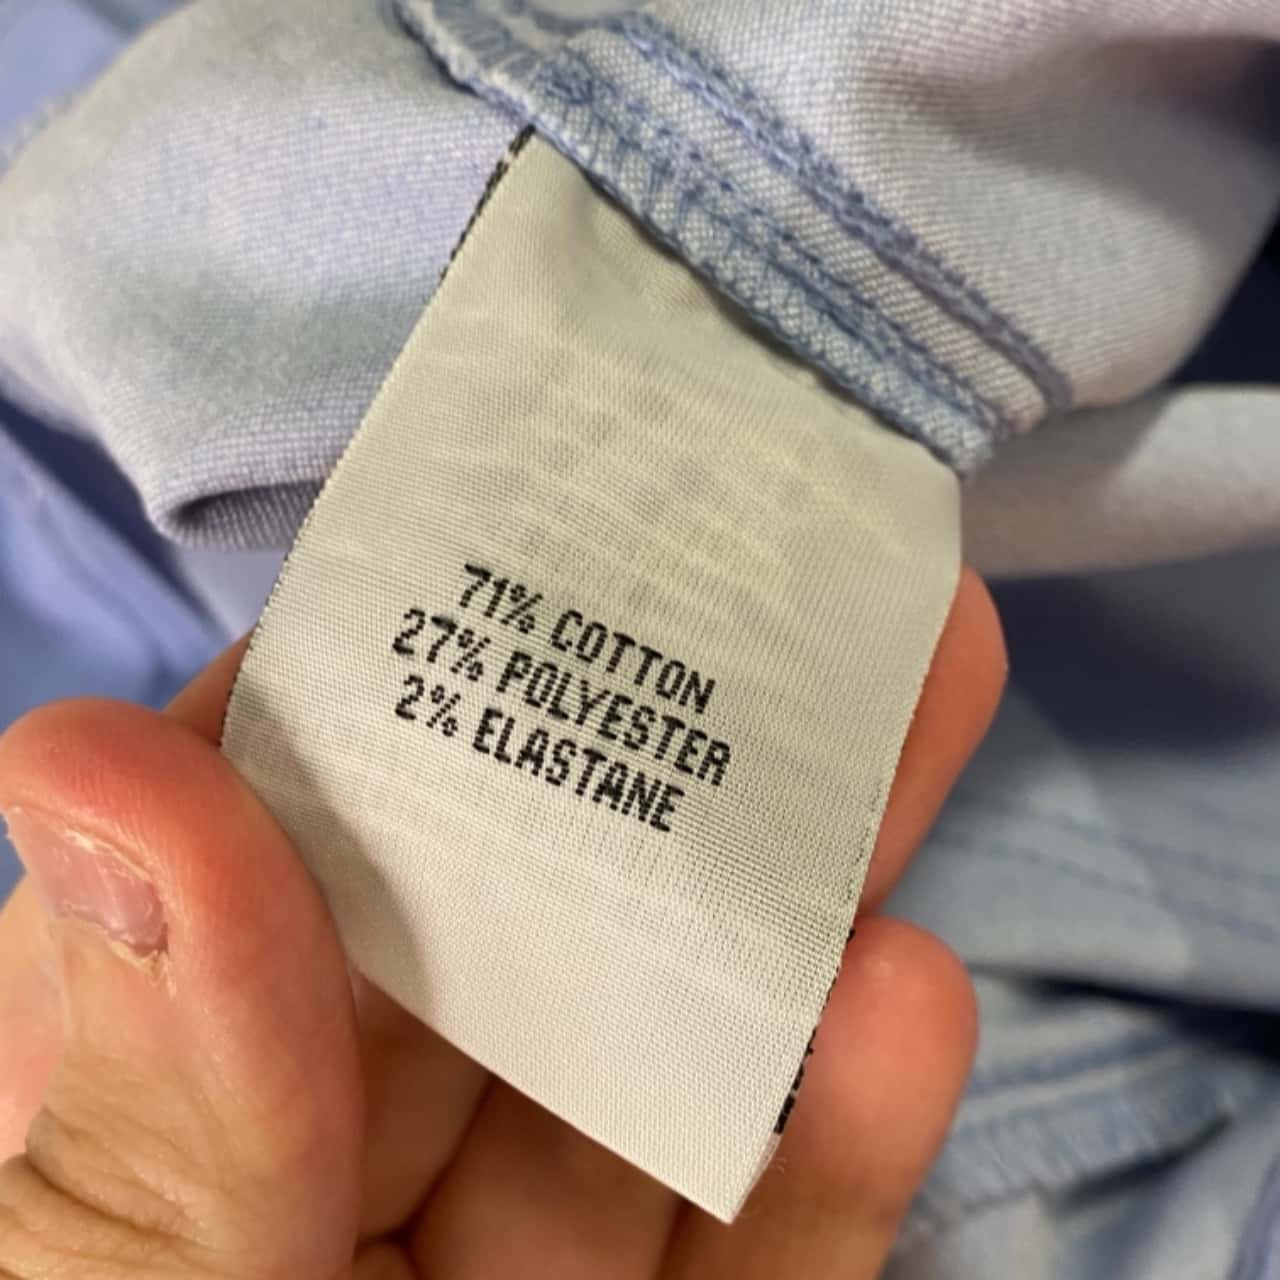 71% COTTON
27% POLYESTER
2% ELASTANE